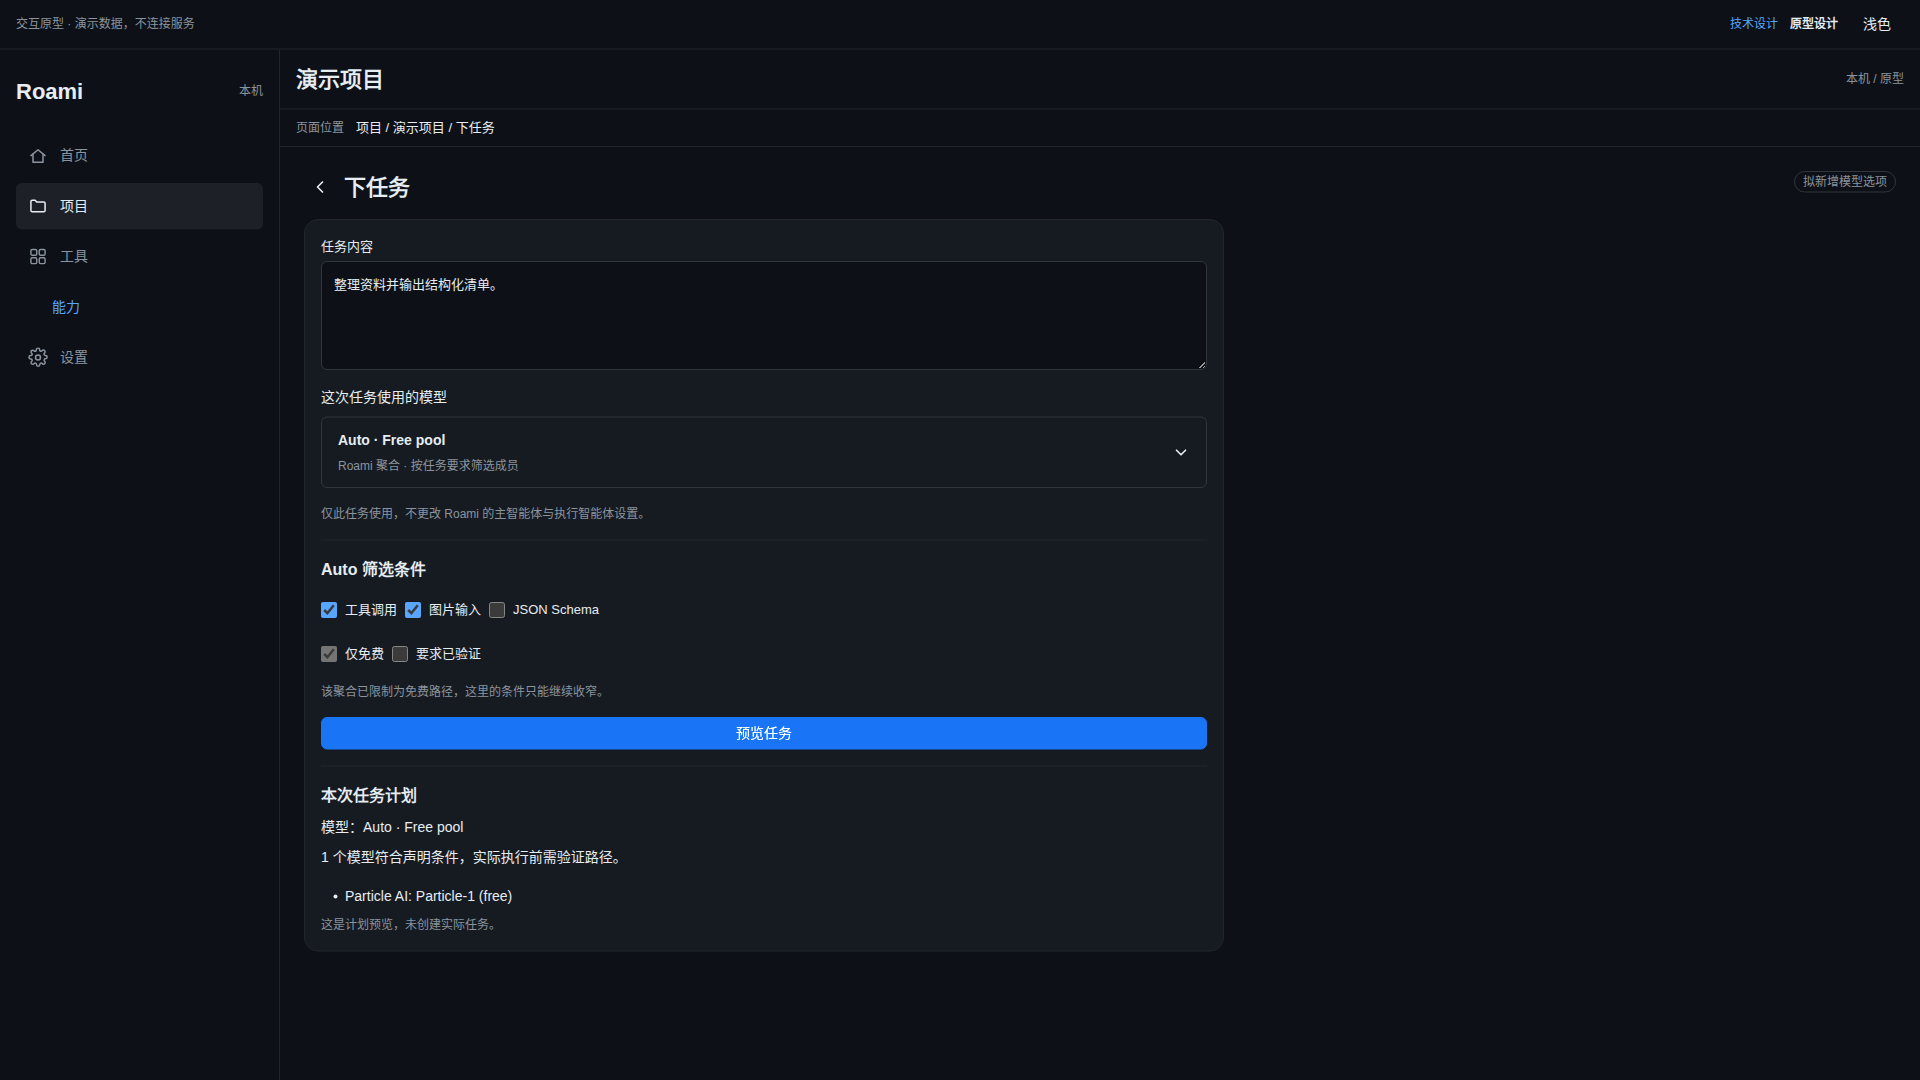 交互原型 · 演示数据，不连接服务
技术设计 原型设计 浅色
Roami 本机
首页
项目
工具
能力
设置
演示项目
本机 / 原型
页面位置 项目 / 演示项目 / 下任务
下任务
拟新增模型选项
任务内容
整理资料并输出结构化清单。
这次任务使用的模型
Auto · Free pool
Roami 聚合 · 按任务要求筛选成员
仅此任务使用，不更改 Roami 的主智能体与执行智能体设置。
Auto 筛选条件
工具调用 图片输入 JSON Schema
仅免费 要求已验证
该聚合已限制为免费路径，这里的条件只能继续收窄。
预览任务
本次任务计划
模型：Auto · Free pool
1 个模型符合声明条件，实际执行前需验证路径。
• Particle AI: Particle-1 (free)
这是计划预览，未创建实际任务。